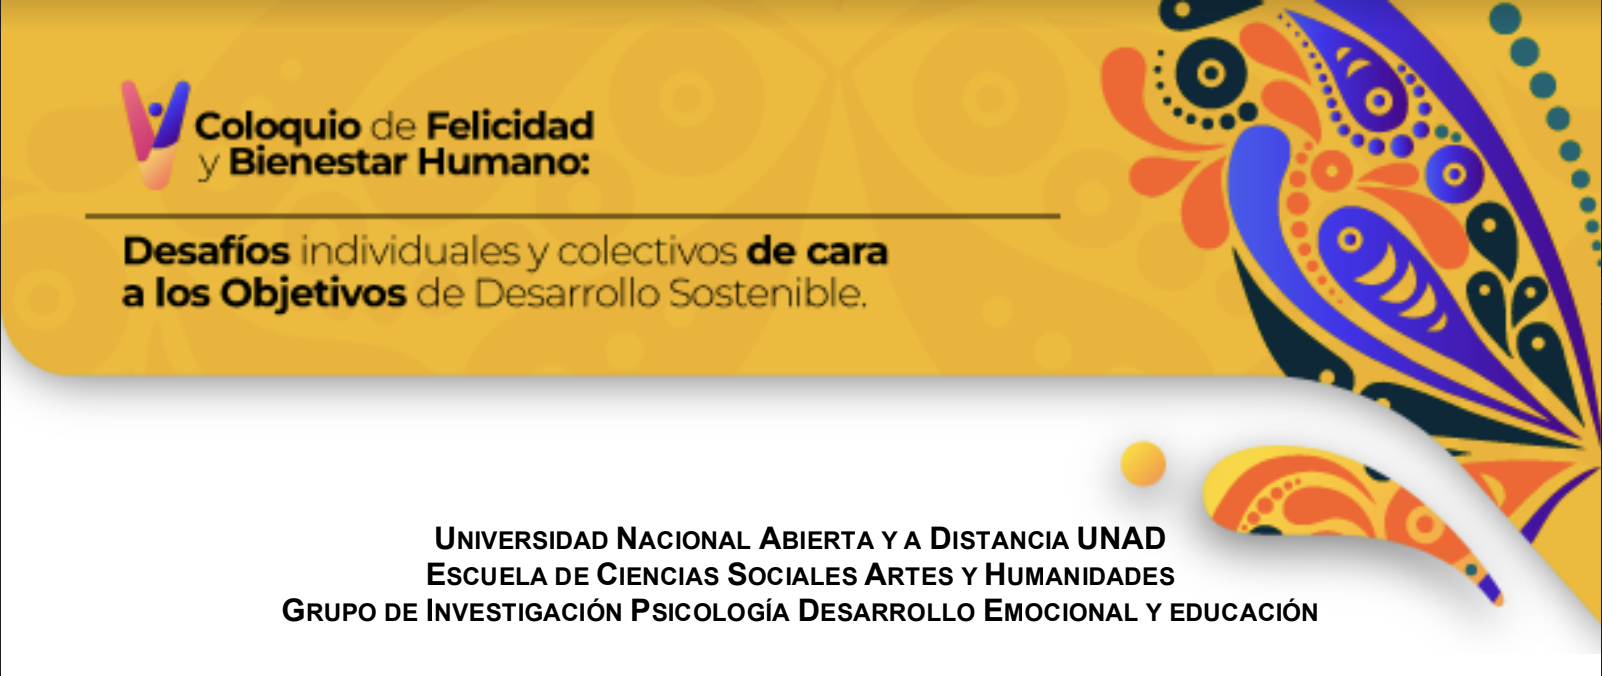 V Coloquio de Felicidad
y Bienestar Humano:
Desafíos individuales y colectivos de cara
a los Objetivos de Desarrollo Sostenible.
UNIVERSIDAD NACIONAL ABIERTA Y A DISTANCIA UNAD
ESCUELA DE CIENCIAS SOCIALES ARTES Y HUMANIDADES
GRUPO DE INVESTIGACIÓN PSICOLOGÍA DESARROLLO EMOCIONAL Y EDUCACIÓN